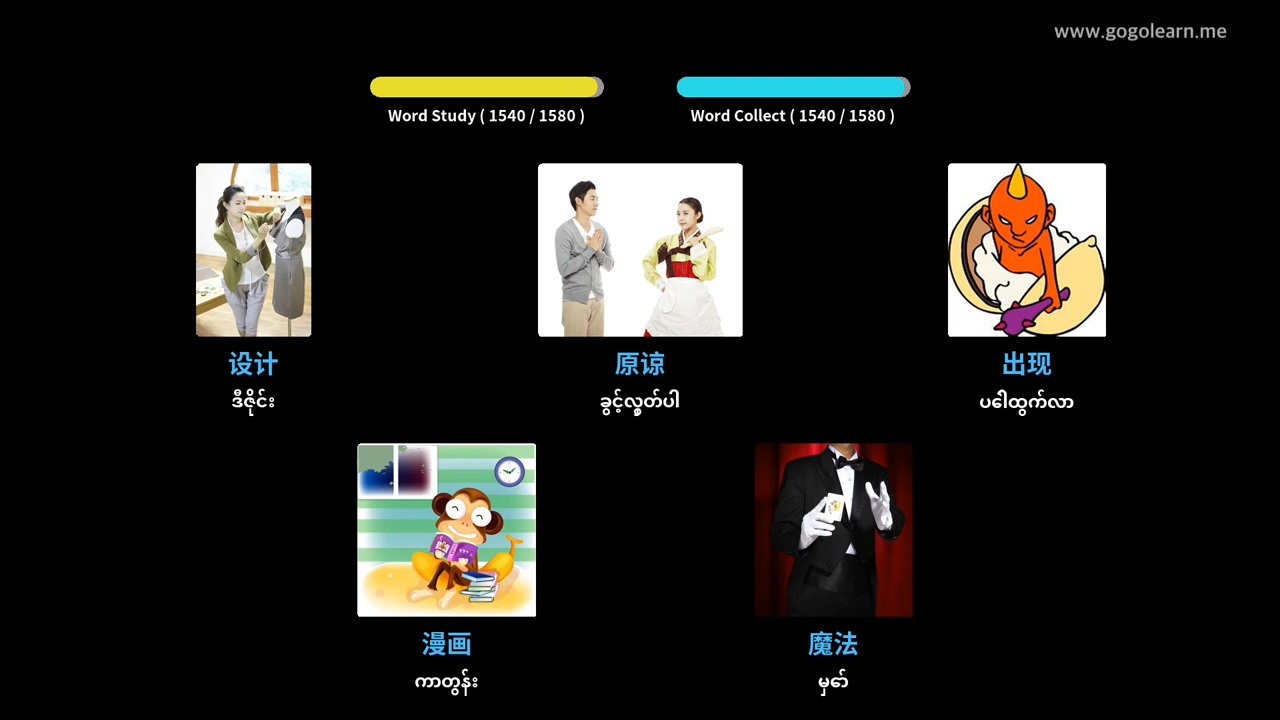 www.gogolearn.me
Word Study ( 1540 / 1580 )
Word Collect ( 1540 / 1580 )
设计
原谅
出现
ဒီဇိုင်း
ခွင့်လွှတ်ပါ
ပေါ်ထွက်လာ
漫画
魔法
ကာတွန်း
မှော်